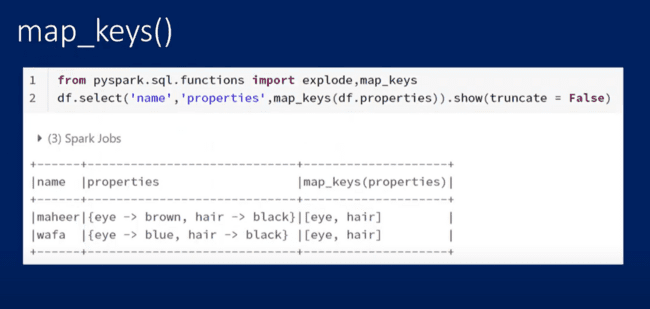 map_keys()
1 from pyspark.sql.functions import explode,map_keys
2 df.select('name','properties',map_keys(df.properties)).show(truncate = False)
(3) Spark Jobs
+------+-----------------------------+--------------------+
|name  |properties                   |map_keys(properties)|
+------+-----------------------------+--------------------+
|maheer|{eye -> brown, hair -> black}|[eye, hair]         |
|wafa  |{eye -> blue, hair -> black} |[eye, hair]         |
+------+-----------------------------+--------------------+